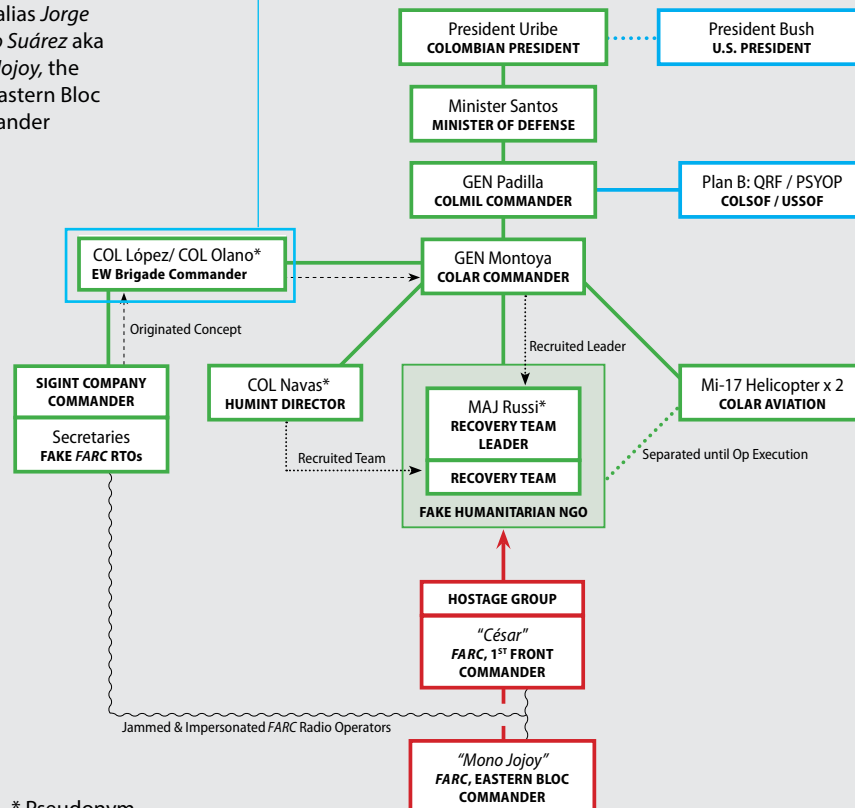 alias Jorge
o Suárez aka
Jojoy, the
astern Bloc
ander
President Uribe
COLOMBIAN PRESIDENT
President Bush
U.S. PRESIDENT
Minister Santos
MINISTER OF DEFENSE
GEN Padilla
COLMIL COMMANDER
Plan B: QRF / PSYOP
COLSOF / USSOF
COL López/ COL Olano*
EW Brigade Commander
GEN Montoya
COLAR COMMANDER
Originated Concept
Recruited Leader
SIGINT COMPANY
COMMANDER
Secretaries
FAKE FARC RTOs
COL Navas*
HUMINT DIRECTOR
Recruited Team
MAJ Russi*
RECOVERY TEAM
LEADER
RECOVERY TEAM
FAKE HUMANITARIAN NGO
Mi-17 Helicopter x 2
COLAR AVIATION
Separated until Op Execution
HOSTAGE GROUP
"César"
FARC, 1ST FRONT
COMMANDER
Jammed & Impersonated FARC Radio Operators
"Mono Jojoy"
FARC, EASTERN BLOC
COMMANDER
* Pseudonym